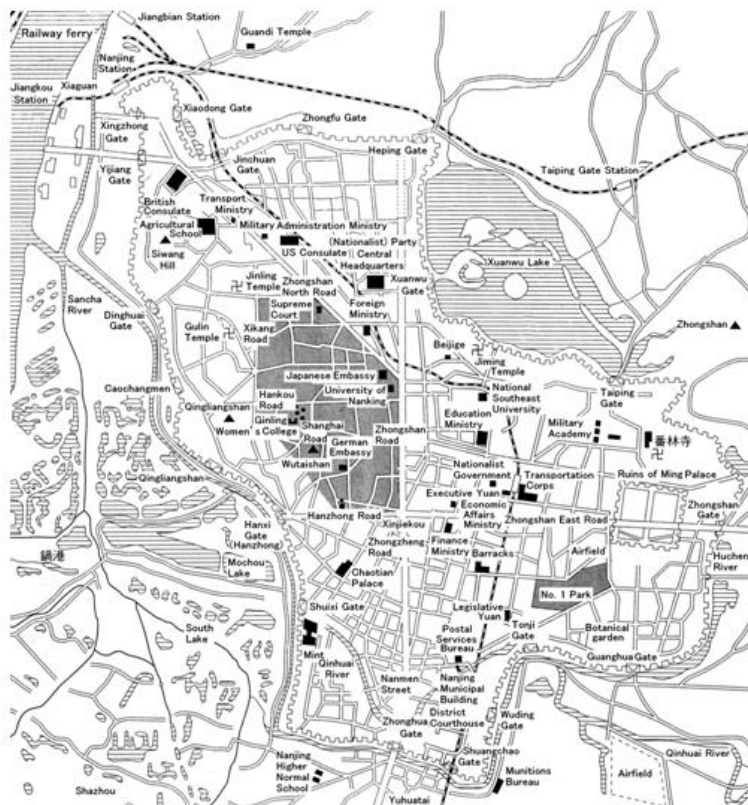 Jiangbian Station
Railway ferry
Guandi Temple
Nanjing
Station
Jiangkou
Station
Xiaguan
Xiaodong Gate
Zhongfu Gate
Xingzhong
Gate
Heping Gate
Jinchuan
Gate
Taiping Gate Station
Yijiang
Gate
British
Consulate
Transport
Ministry
Agricultural
School
Military Administration Ministry
US Consulate
(Nationalist) Party
Central
Headquarters
Siwang
Hill
Xuanwu Lake
Xuanwu
Gate
Jinling
Temple
Zhongshan
North Road
Sancha
River
Supreme
Court
Foreign
Ministry
Dinghuai
Gate
Gulin
Temple
Xikang
Road
Zhongshan
Beijige
Jiming
Temple
Caochangmen
Japanese Embassy
Taiping
Gate
University of
Nanking
National
Southeast
University
Hankou
Road
Qingliangshan
Ginling
Women's College
Shanghai
Road
Zhongshan
Road
Education
Ministry
Military
Academy
番林寺
German
Embassy
Wutaishan
Nationalist
Government
Transportation
Corps
Ruins of Ming Palace
Qingliangshan
Executive Yuan
Economic
Affairs
Ministry
Hanzhong Road
Zhongshan
Gate
Hanxi
Gate
(Hanzhong)
Xinjiekou
Zhongshan East Road
Zhongzheng
Road
Finance
Ministry
Barracks
Airfield
鍋港
Mochou
Lake
Huchen
River
Chaotian
Palace
No. 1 Park
Shuixi Gate
Legislative
Yuan
Tonji
Gate
South
Lake
Botanical
garden
Postal
Services
Bureau
Mint
Guanghua Gate
Qinhuai
River
Nanmen
Street
Nanjing
Municipal
Building
District
Courthouse
Wuding
Gate
Zhonghua
Gate
Shuangchao
Gate
Qinhuai River
Nanjing
Higher
Normal
School
Munitions
Bureau
Airfield
Shazhou
Yuhuatai